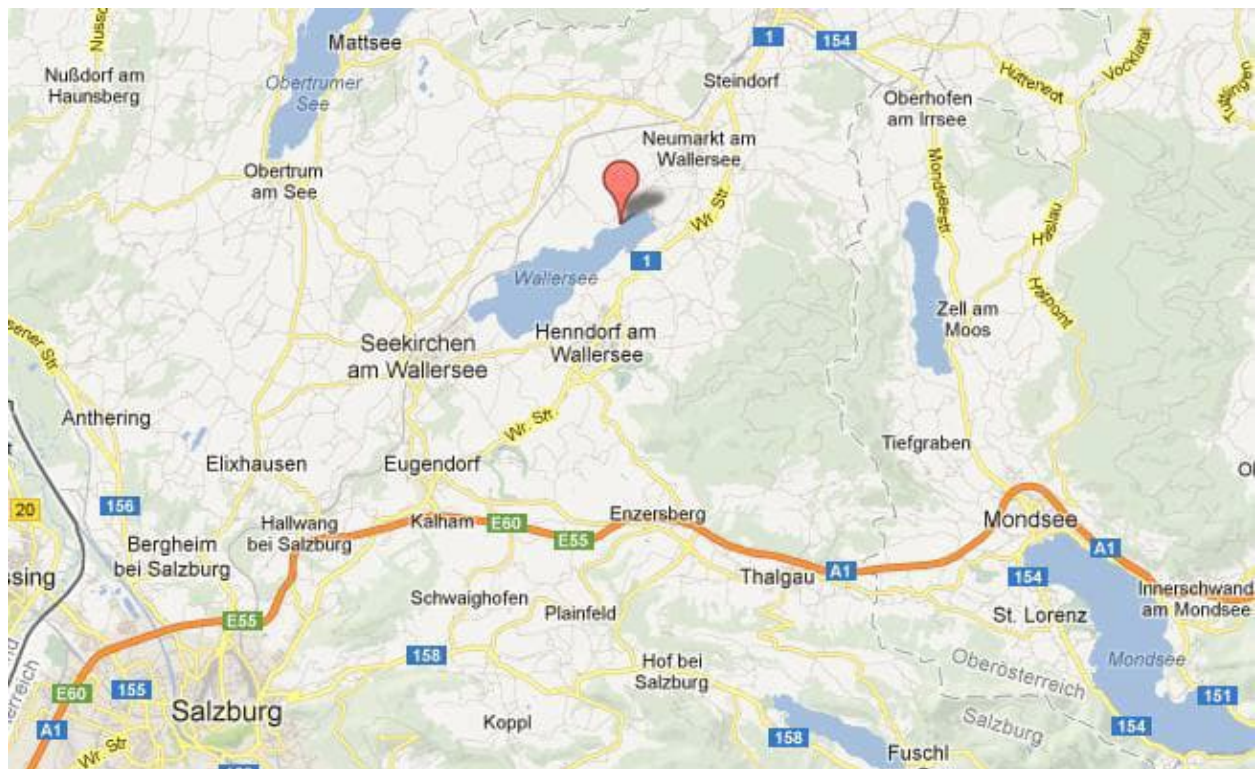 Mattsee
1
154
Nußdorf am
Haunsberg
Obertrumer
See
Steindorf
Oberhofen
am Irrsee
Neumarkt am
Wallersee
Obertrum
am See
Mondseestr
Haslau
Wr. Str
Wallersee
1
Harpoint
Zell am
Moos
Seekirchen
am Wallersee
Henndorf am
Wallersee
Anthering
Wr. Str.
Tiefgraben
Elixhausen
Eugendorf
20
156
Hallwang
bei Salzburg
Kalham
E60
E55
Enzersberg
Mondsee
A1
Bergheim
bei Salzburg
Thalgau
A1
154
Innerschwand
am Mondsee
Schwaighofen
Plainfeld
St. Lorenz
E55
158
Hof bei
Salzburg
Oberösterreich
Mondsee
E60
155
Salzburg
Koppl
Salzburg
151
154
A1
Wr Str
158
Fuschl